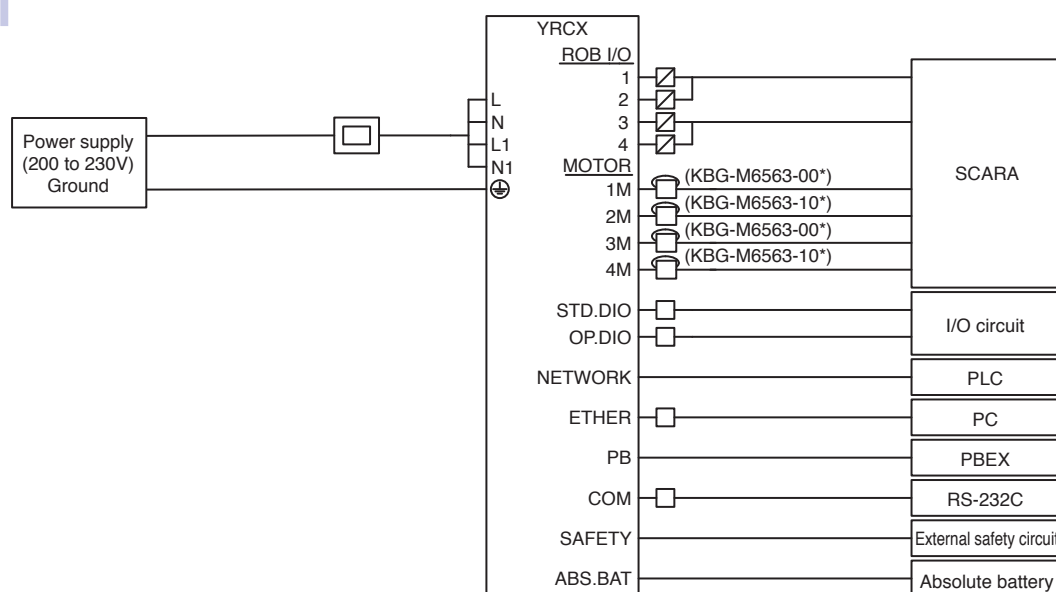 YRCX
ROB I/O
1
2
3
4
MOTOR
1M
2M
3M
4M
STD.DIO
OP.DIO
NETWORK
ETHER
PB
COM
SAFETY
ABS.BAT
L
N
L1
N1
Power supply
(200 to 230V)
Ground
(KBG-M6563-00*)
(KBG-M6563-10*)
(KBG-M6563-00*)
(KBG-M6563-10*)
SCARA
I/O circuit
PLC
PC
PBEX
RS-232C
External safety circuit
Absolute battery